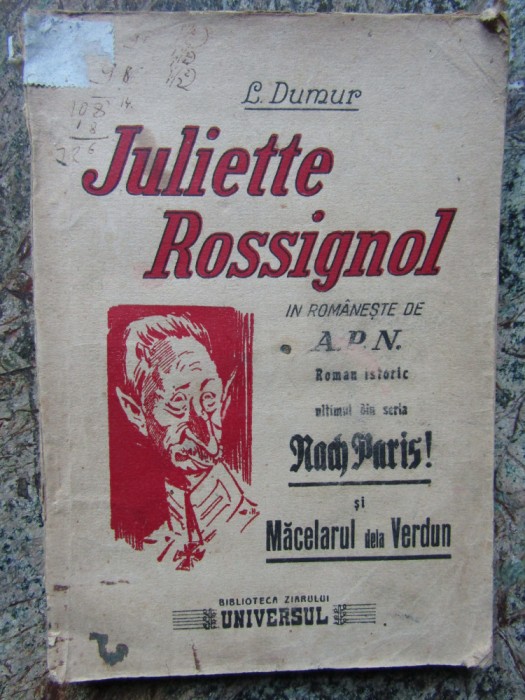 L. Dumur
Juliette
Rossignol
IN ROMÂNEȘTE DE
A.P.N.
Roman istoric
ultimul din seria
Nach Paris!
și
Măcelarul dela Verdun
BIBLIOTECA ZIARULUI
UNIVERSUL